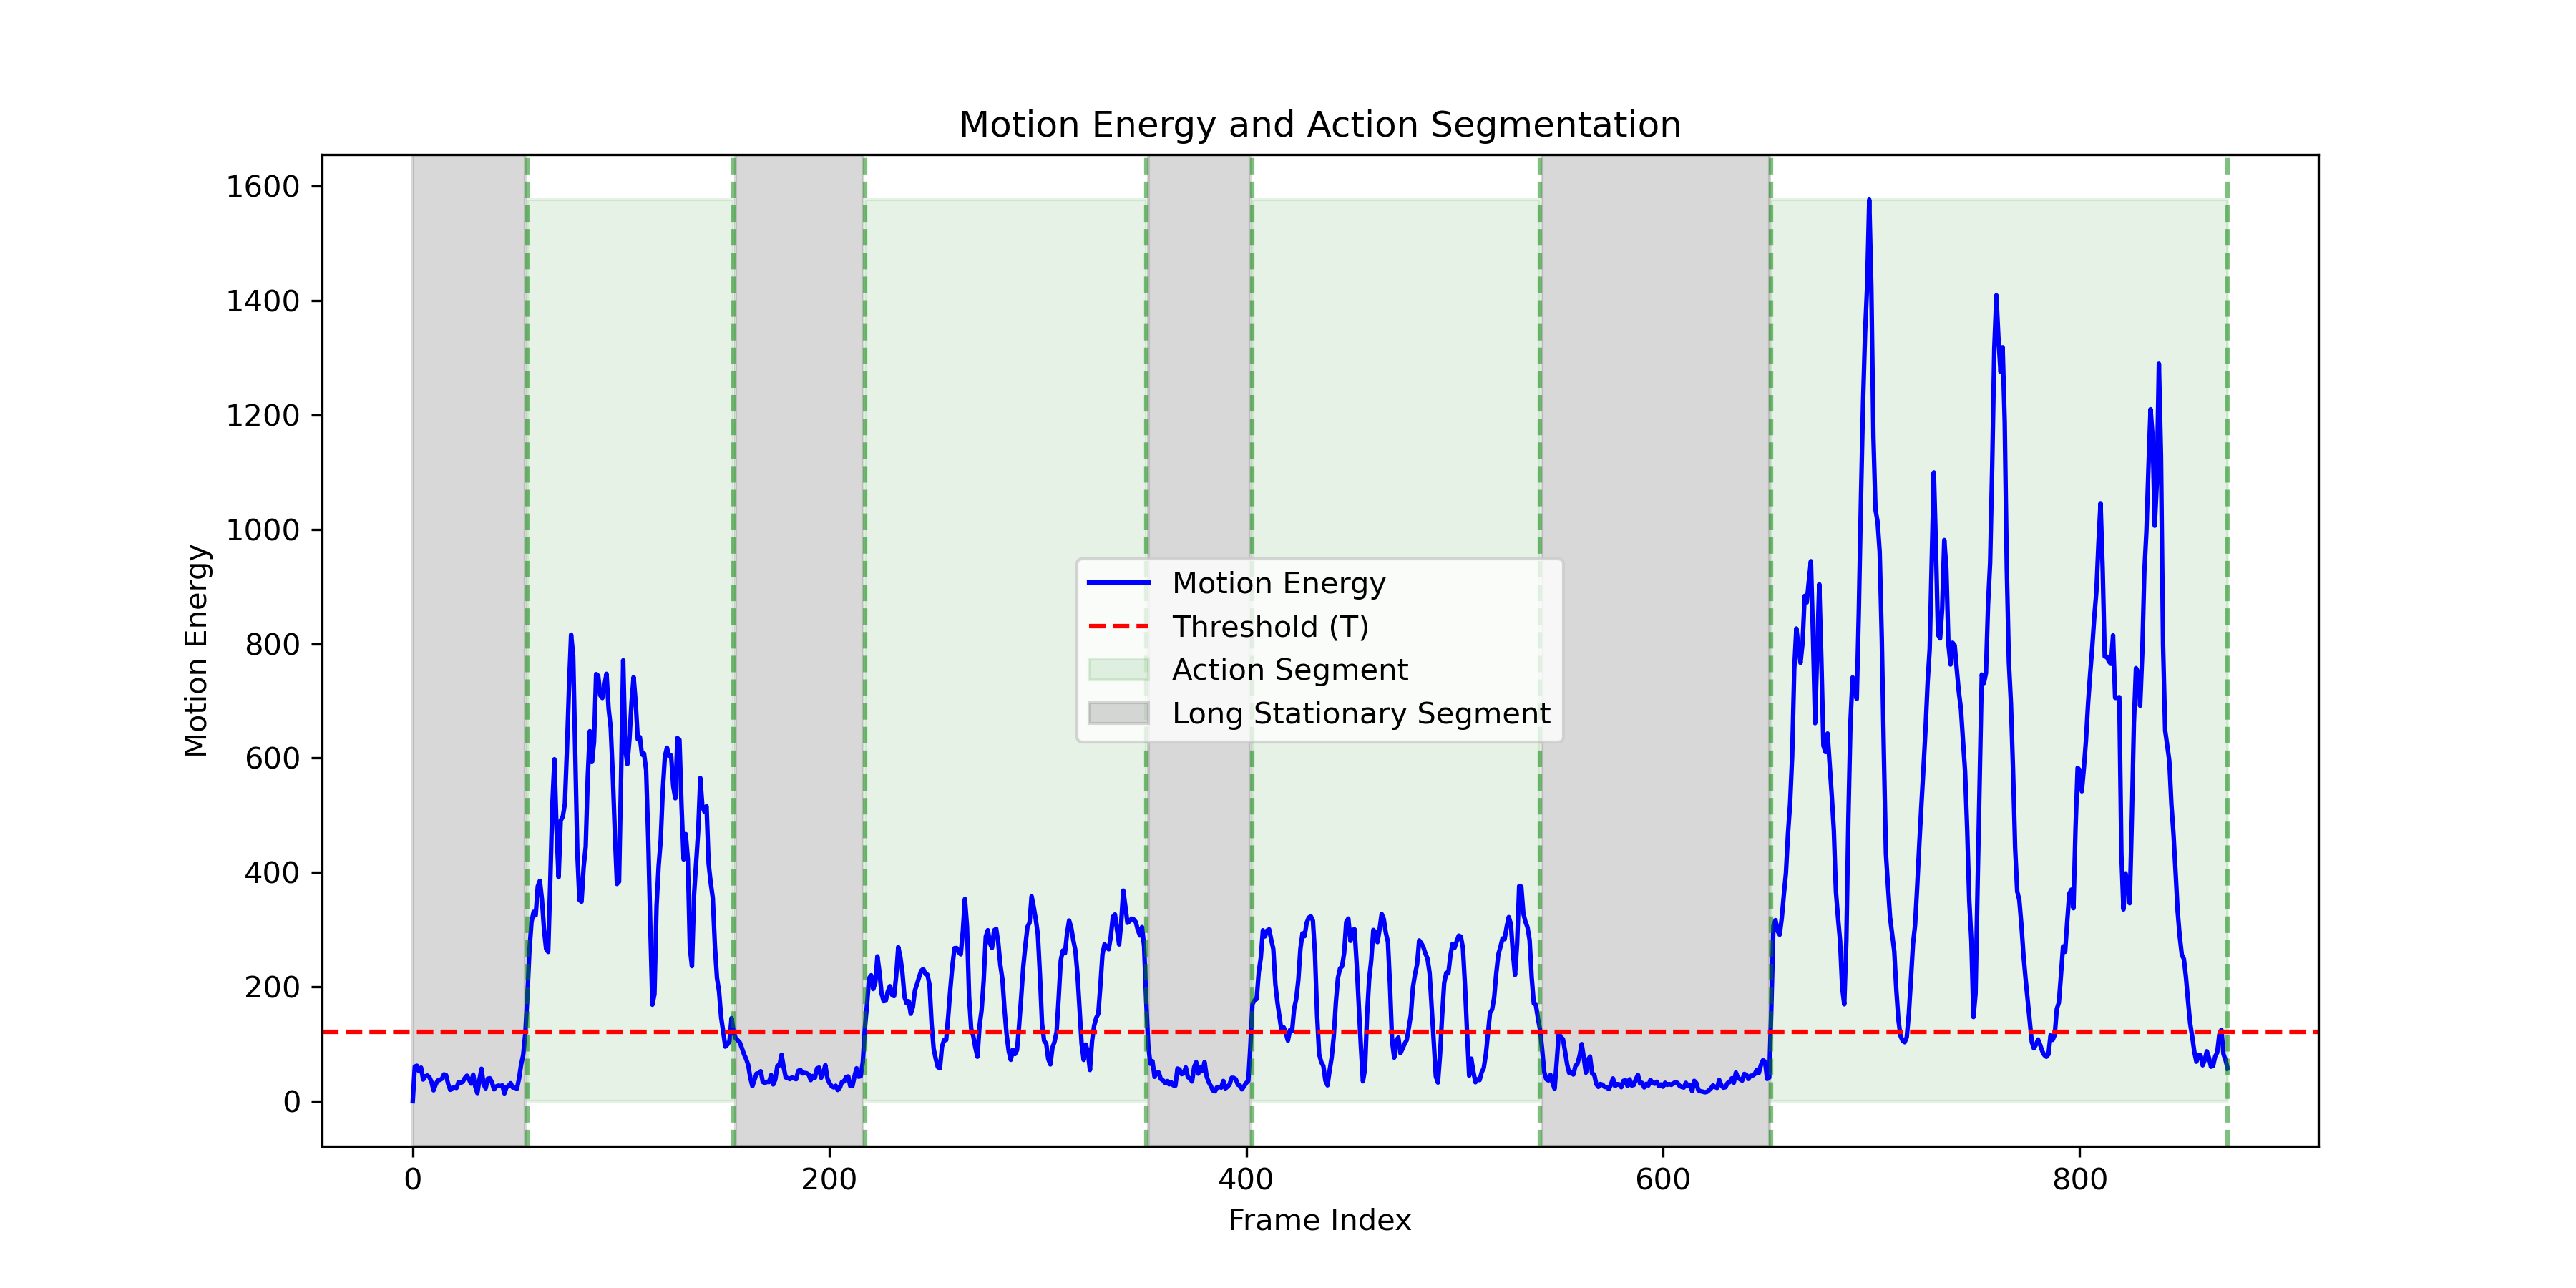 Motion Energy and Action Segmentation
1600
1400
1200
1000
800
600
400
200
0
Motion Energy
Motion Energy
Threshold (T)
Action Segment
Long Stationary Segment
0
200
400
600
800
Frame Index